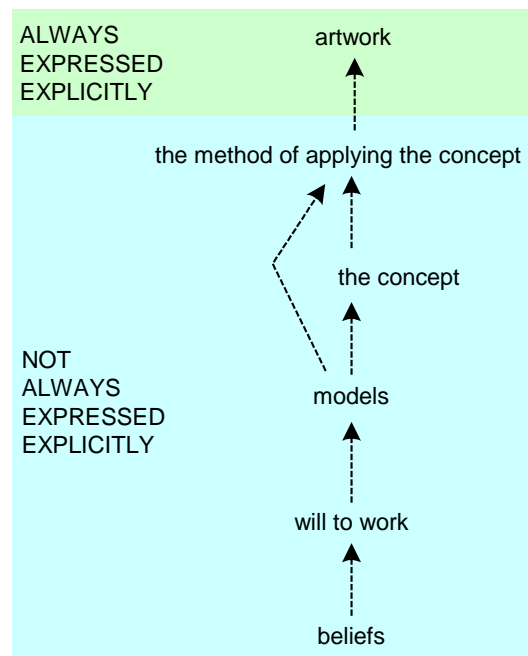 ALWAYS
EXPRESSED
EXPLICITLY
artwork
the method of applying the concept
the concept
NOT
ALWAYS
EXPRESSED
EXPLICITLY
models
will to work
beliefs